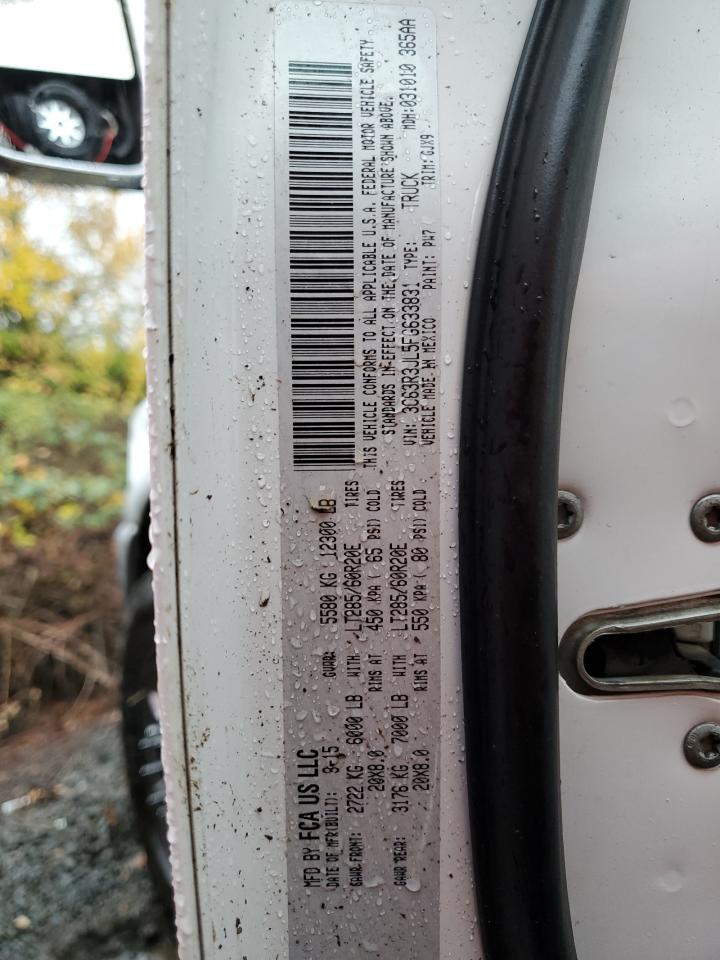 MFD BY FCA US LLC
DATE OF MFR(BUILT): 3-15 GVWR: 5580 KG 12300 LB
GAWR FRONT: 2722 KG 6000 LB WITH LT285/60R20E TIRES
20X8.0 RIMS AT 450 KPA ( 65 PSI) COLD
GAWR REAR: 3176 KG 7000 LB WITH LT285/60R20E TIRES
20X8.0 RIMS AT 550 KPA ( 80 PSI) COLD
THIS VEHICLE CONFORMS TO ALL APPLICABLE U.S.A. FEDERAL MOTOR VEHICLE SAFETY
STANDARDS IN EFFECT ON THE DATE OF MANUFACTURE SHOWN ABOVE.
VIN: 3C63R3JL5FG633831 TYPE: TRUCK MDH:031010 365AA
VEHICLE MADE IN MEXICO PAINT: PW7 TRIM: GJX9